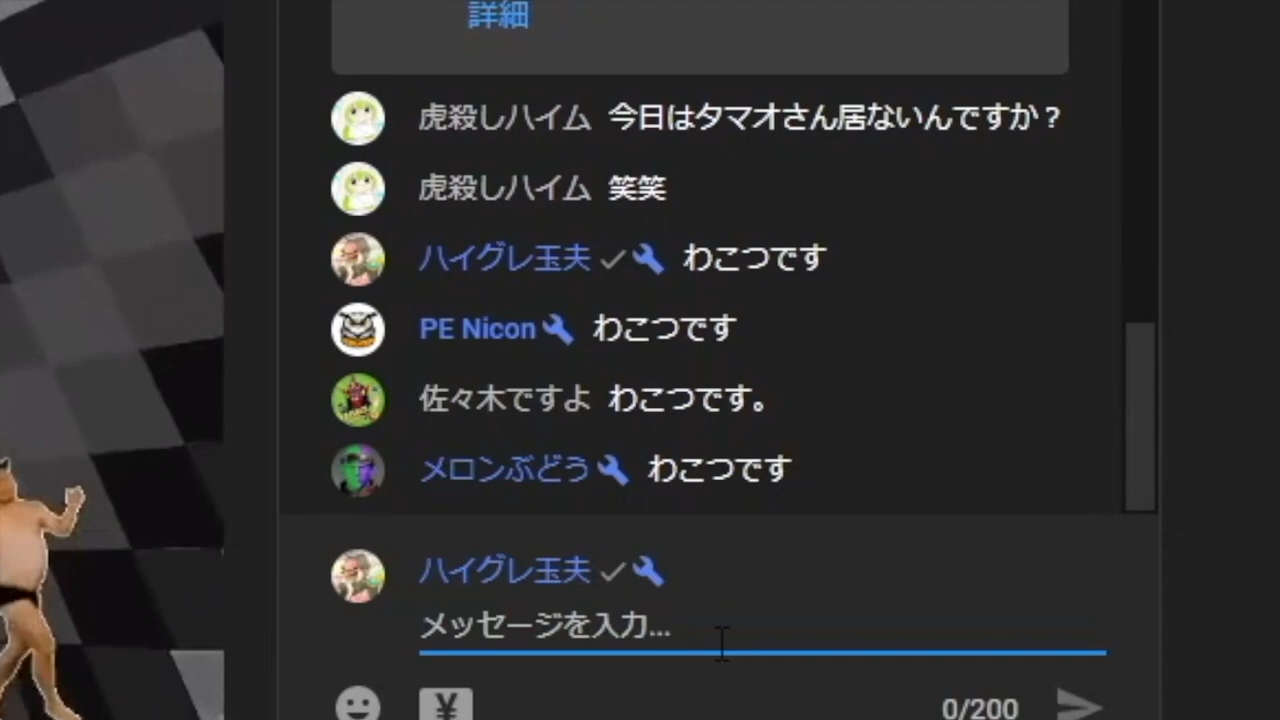 詳細
虎殺しハイム 今日はタマオさん居ないんですか？
虎殺しハイム 笑笑
ハイグレ玉夫 わこつです
PE Nicon わこつです
佐々木ですよ わこつです。
メロンぶどう わこつです
ハイグレ玉夫
メッセージを入力...
¥ 0/200